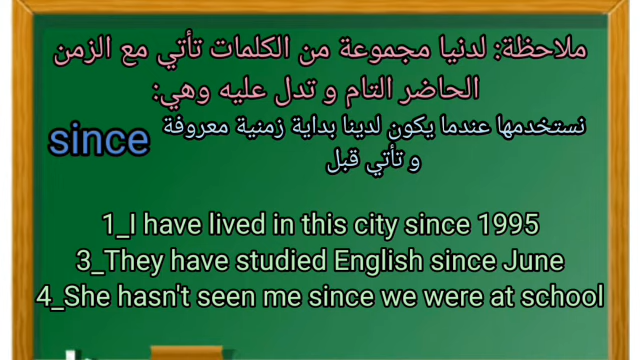 ملاحظة: لدنيا مجموعة من الكلمات تأتي مع الزمن
الحاضر التام و تدل عليه وهي:
since نستخدمها عندما يكون لدينا بداية زمنية معروفة
و تأتي قبل
1_I have lived in this city since 1995
3_They have studied English since June
4_She hasn't seen me since we were at school